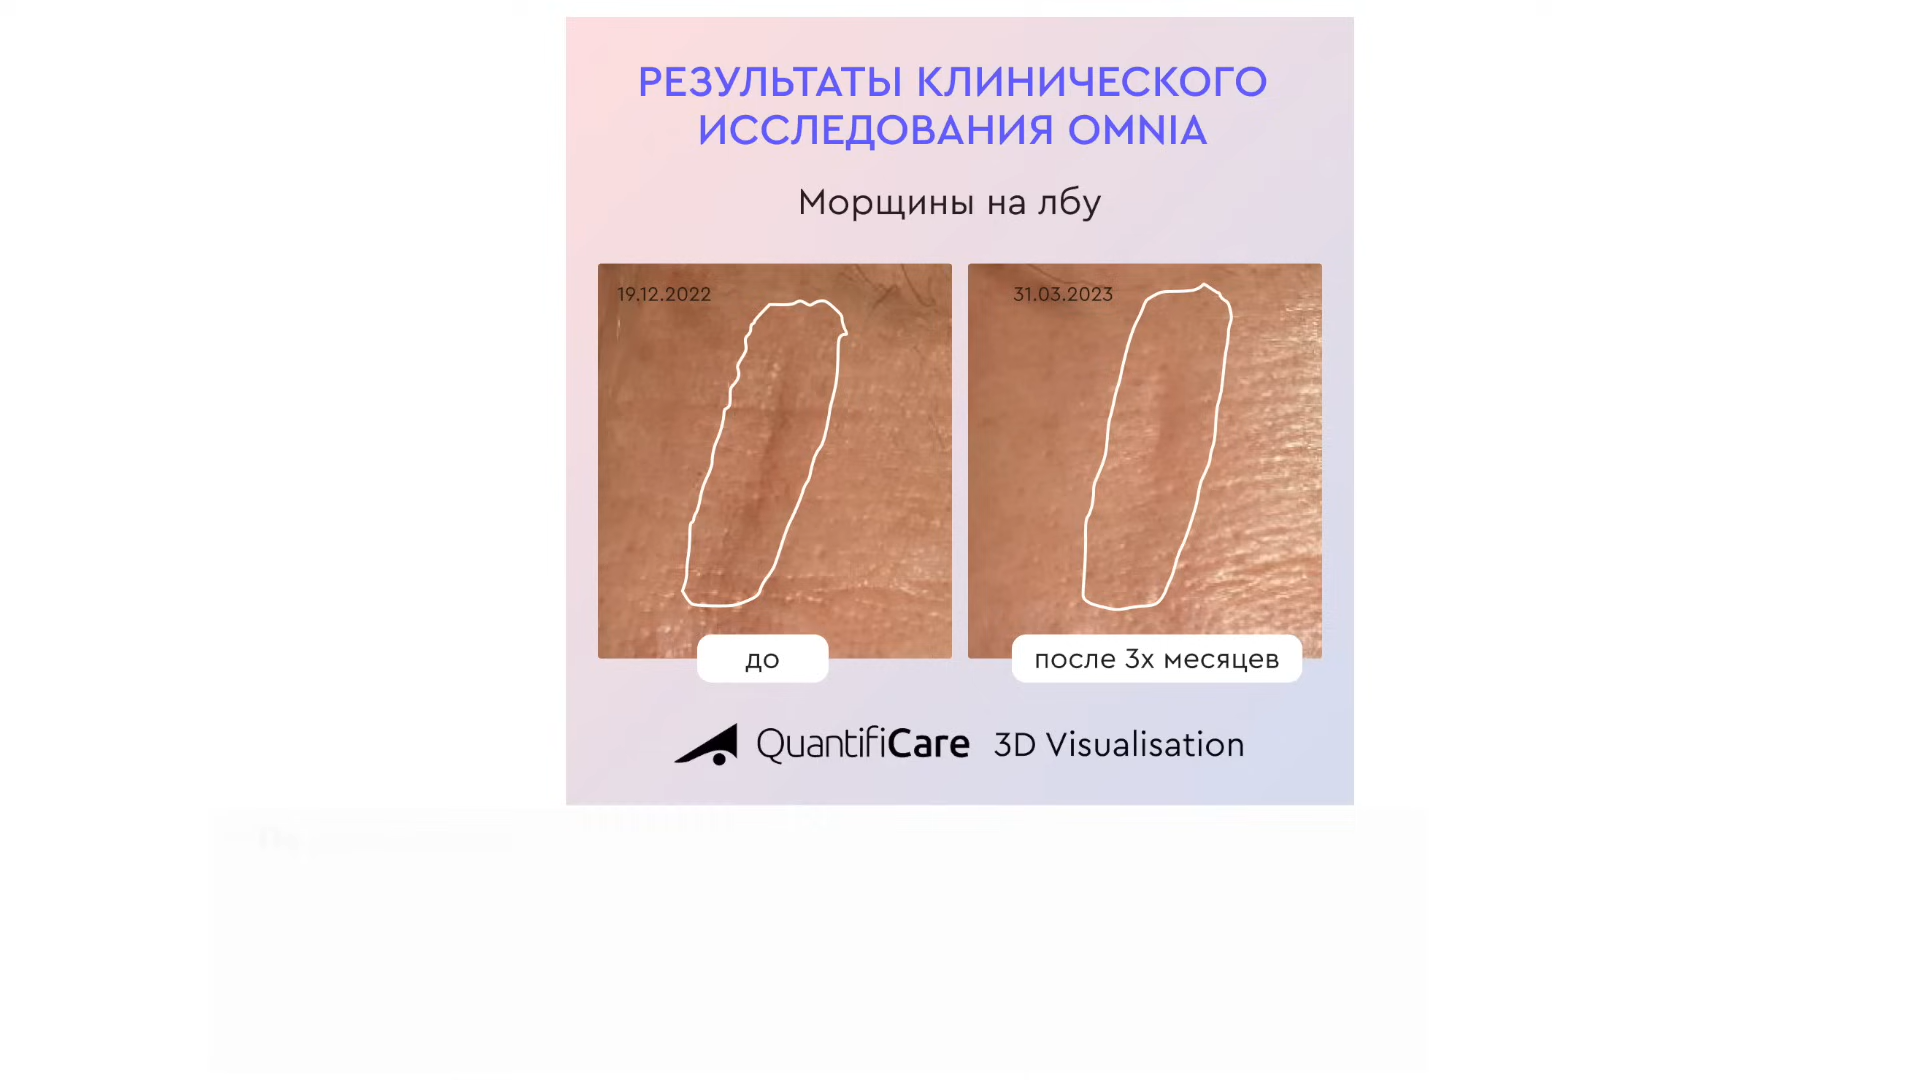 РЕЗУЛЬТАТЫ КЛИНИЧЕСКОГО
ИССЛЕДОВАНИЯ OMNIA
Морщины на лбу
19.12.2022
31.03.2023
до
после 3х месяцев
QuantifiCare 3D Visualisation